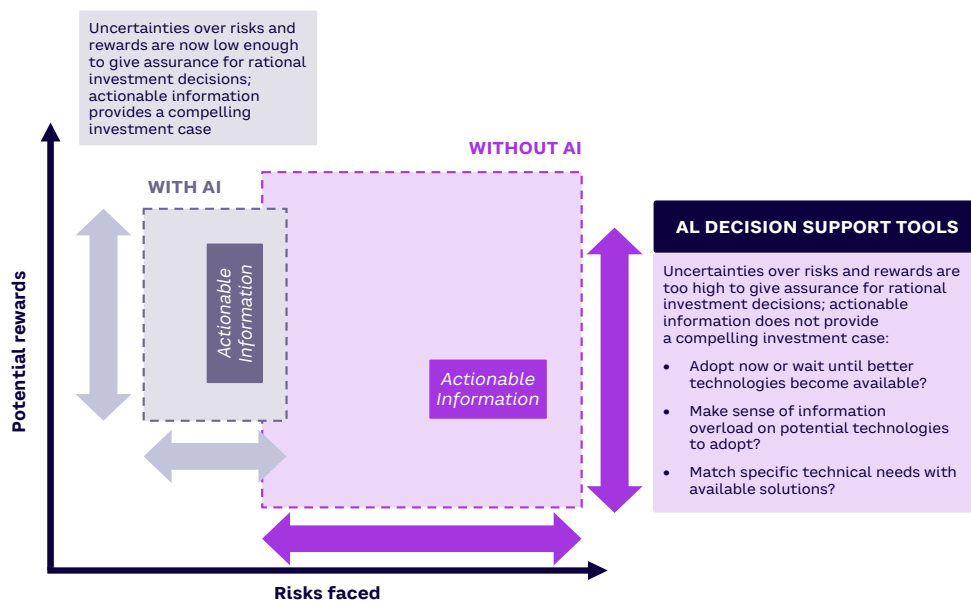 Uncertainties over risks and
rewards are now low enough
to give assurance for rational
investment decisions;
actionable information
provides a compelling
investment case
WITHOUT AI
WITH AI
Actionable
Information
Actionable
Information
Potential rewards
Risks faced
AL DECISION SUPPORT TOOLS
Uncertainties over risks and rewards are
too high to give assurance for rational
investment decisions; actionable
information does not provide
a compelling investment case:
• Adopt now or wait until better
technologies become available?
• Make sense of information
overload on potential technologies
to adopt?
• Match specific technical needs with
available solutions?